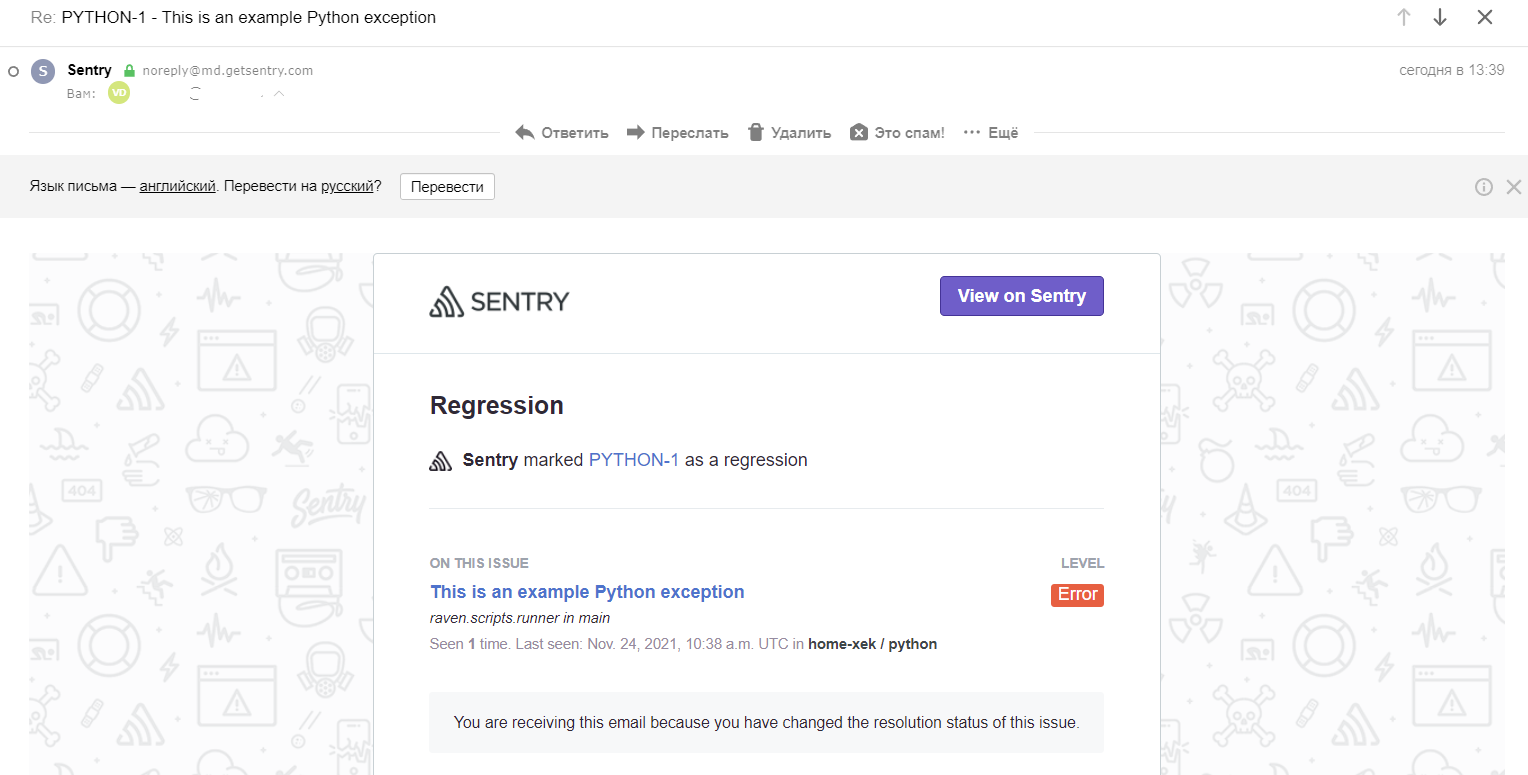 Re: PYTHON-1 - This is an example Python exception
S Sentry noreply@md.getsentry.com сегодня в 13:39
Вам: VD
Ответить Переслать Удалить Это спам! Ещё
Язык письма — английский. Перевести на русский? Перевести
SENTRY View on Sentry
Regression
Sentry marked PYTHON-1 as a regression
ON THIS ISSUE LEVEL
This is an example Python exception Error
raven.scripts.runner in main
Seen 1 time. Last seen: Nov. 24, 2021, 10:38 a.m. UTC in home-xek / python
You are receiving this email because you have changed the resolution status of this issue.
404
Sentry
404